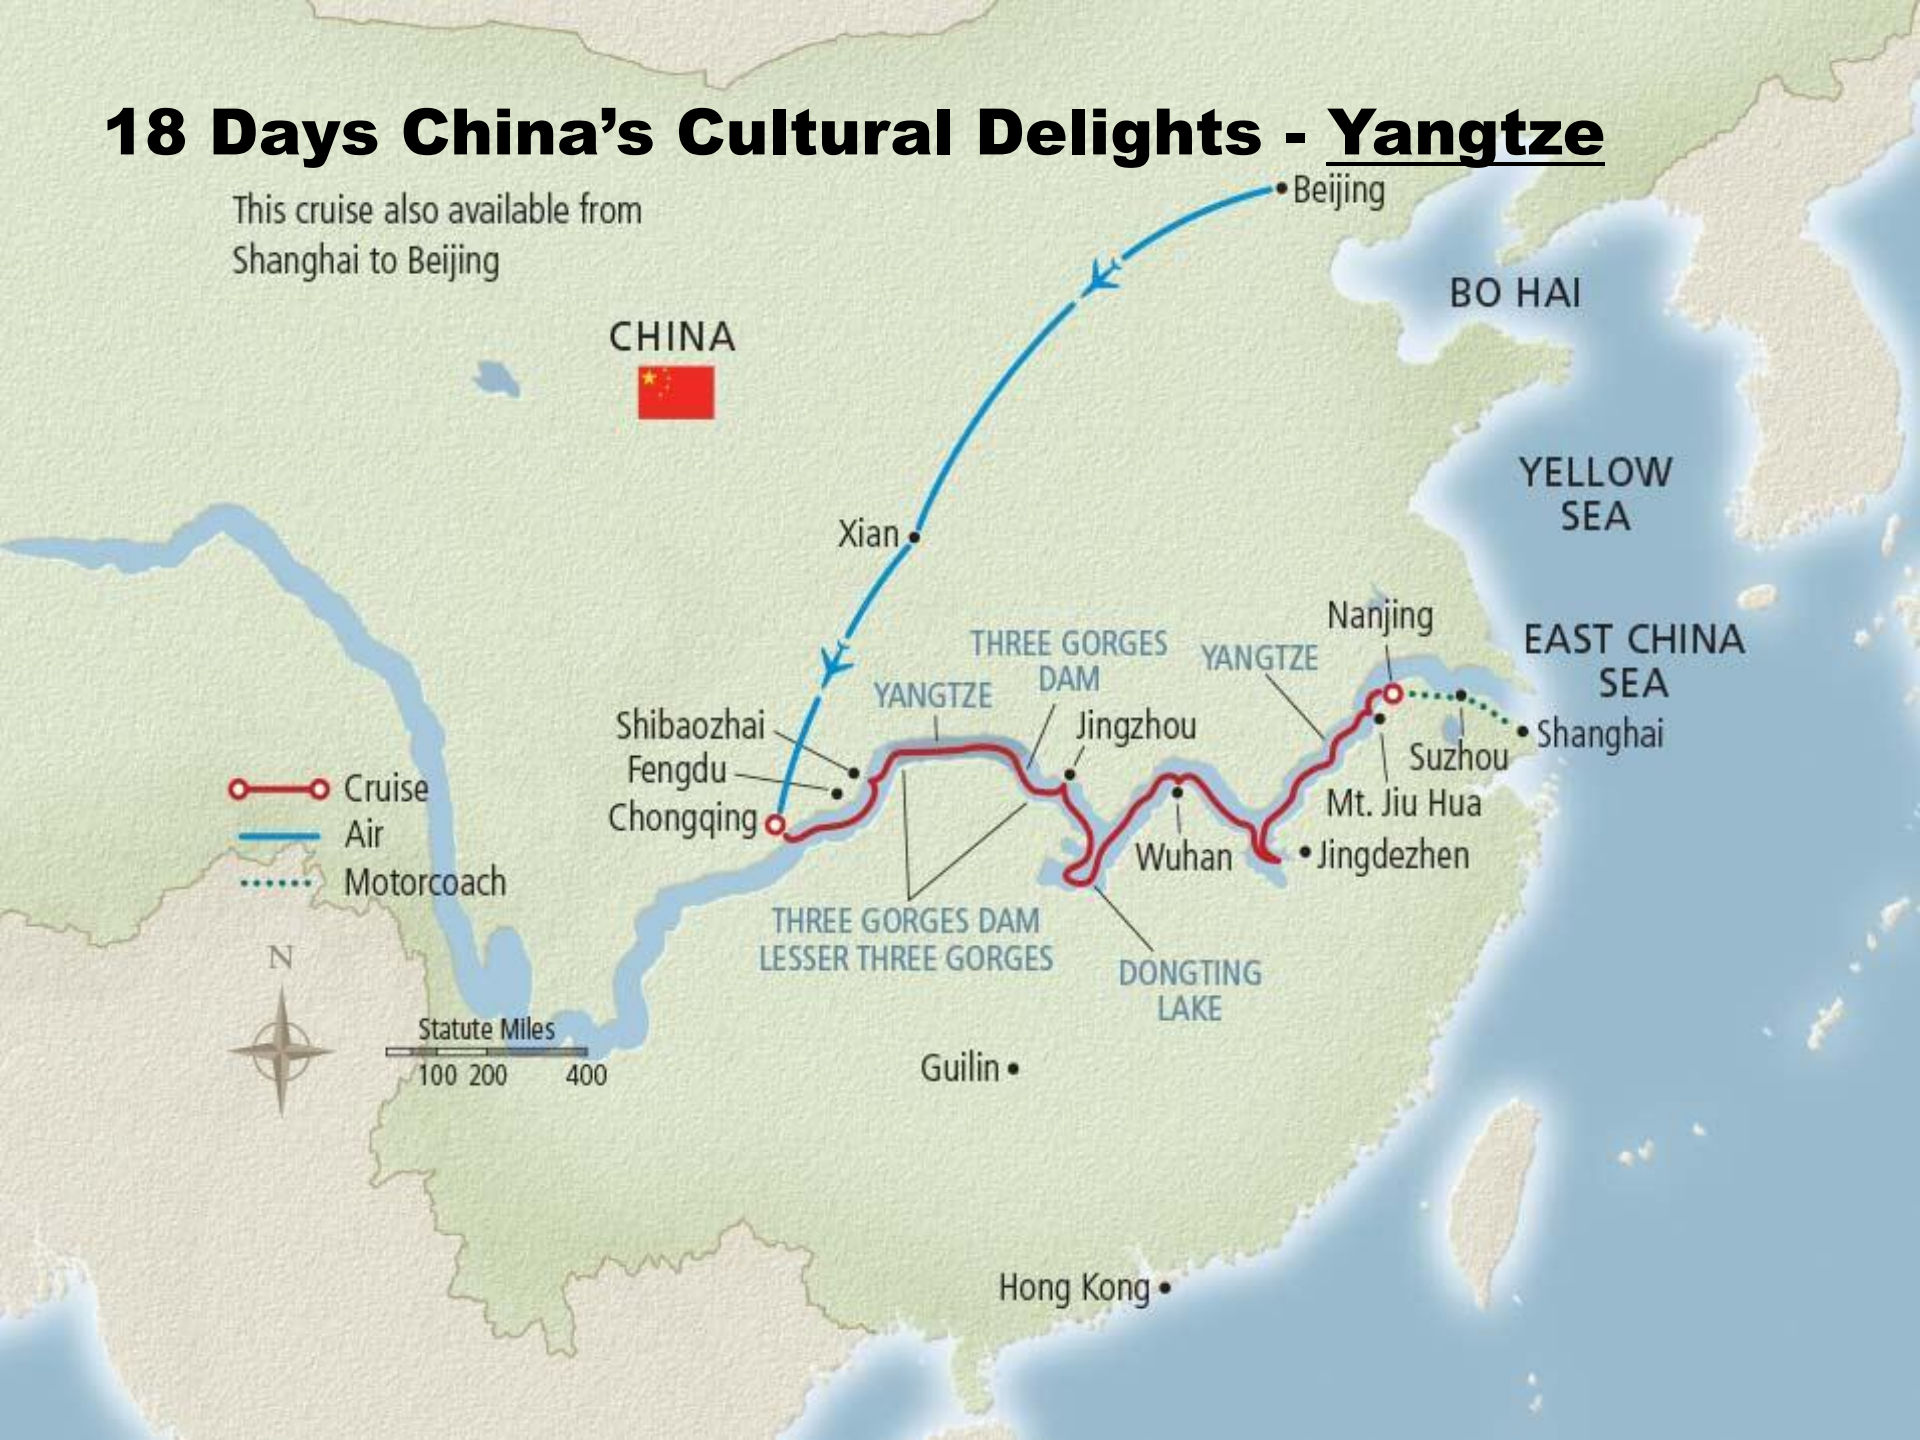 18 Days China’s Cultural Delights - Yangtze
This cruise also available from
Shanghai to Beijing
Beijing
BO HAI
CHINA
YELLOW
SEA
Xian
Nanjing
THREE GORGES
DAM
YANGTZE
EAST CHINA
SEA
YANGTZE
Shibaozhai
Jingzhou
Shanghai
Suzhou
Fengdu
Chongqing
Mt. Jiu Hua
Wuhan
Jingdezhen
Cruise
Air
Motorcoach
THREE GORGES DAM
LESSER THREE GORGES
DONGTING
LAKE
N
Statute Miles
100 200 400
Guilin
Hong Kong